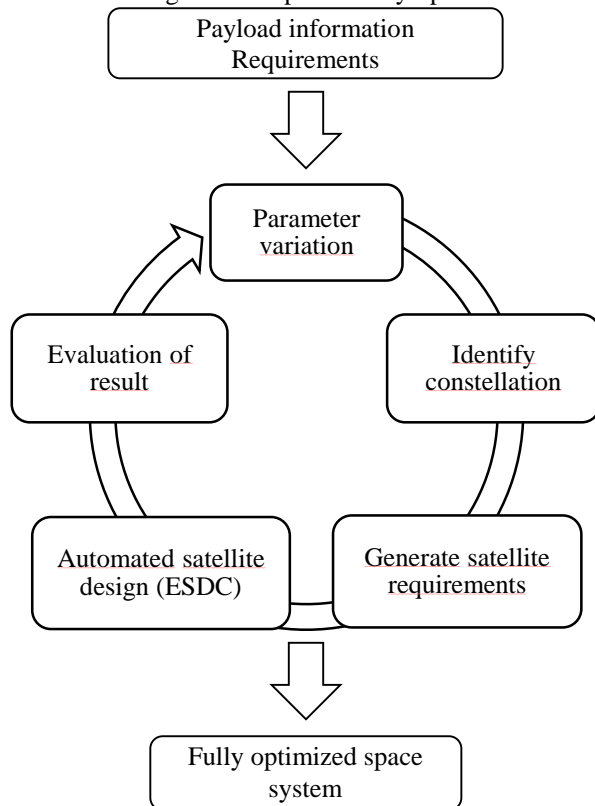 Payload information
Requirements
Parameter
variation
Identify
constellation
Generate satellite
requirements
Automated satellite
design (ESDC)
Evaluation of
result
Fully optimized space
system